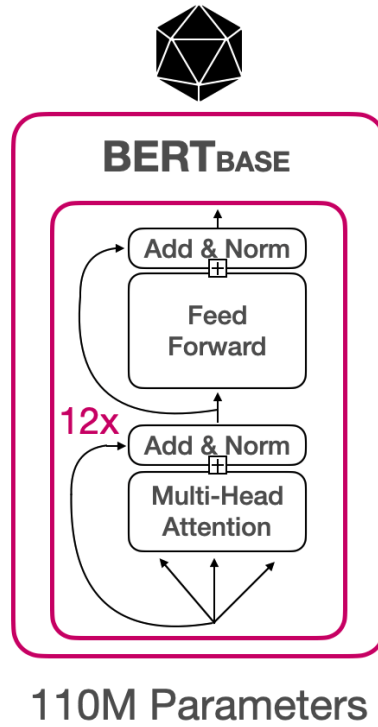 BERTBASE
Add & Norm
+
Feed
Forward
12x
Add & Norm
+
Multi-Head
Attention
110M Parameters